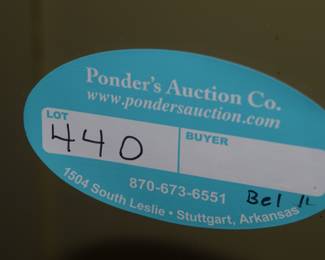 Ponder's Auction Co.
www.pondersauction.com
LOT
BUYER
440
870-673-6551
Bel
1504 South Leslie • Stuttgart, Arkansas